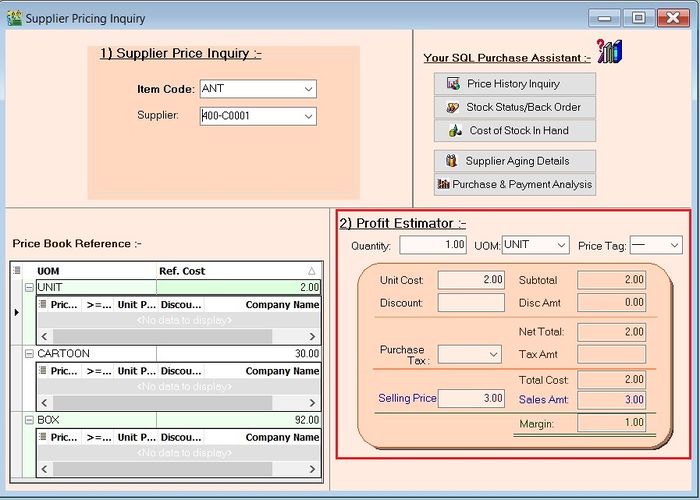 Supplier Pricing Inquiry
1) Supplier Price Inquiry :-
Item Code: ANT
Supplier: 400-C0001
Your SQL Purchase Assistant :-
Price History Inquiry
Stock Status/Back Order
Cost of Stock In Hand
Supplier Aging Details
Purchase & Payment Analysis
Price Book Reference :-
UOM Ref. Cost
UNIT 2.00
Pric... >=... Unit P... Discou... Company Name
<No data to display>
CARTOON 30.00
Pric... >=... Unit P... Discou... Company Name
<No data to display>
BOX 92.00
Pric... >=... Unit P... Discou... Company Name
<No data to display>
2) Profit Estimator :-
Quantity: 1.00 UOM: UNIT Price Tag: —
Unit Cost: 2.00 Subtotal 2.00
Discount: Disc Amt 0.00
Net Total: 2.00
Purchase Tax: Tax Amt
Total Cost: 2.00
Selling Price 3.00 Sales Amt: 3.00
Margin: 1.00